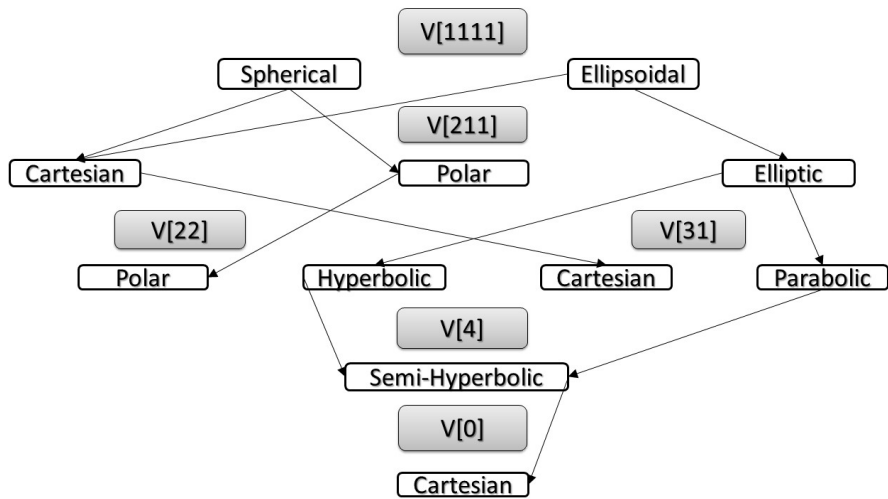 V[1111]
Spherical
Ellipsoidal
V[211]
Cartesian
Polar
Elliptic
V[22]
V[31]
Polar
Hyperbolic
Cartesian
Parabolic
V[4]
Semi-Hyperbolic
V[0]
Cartesian